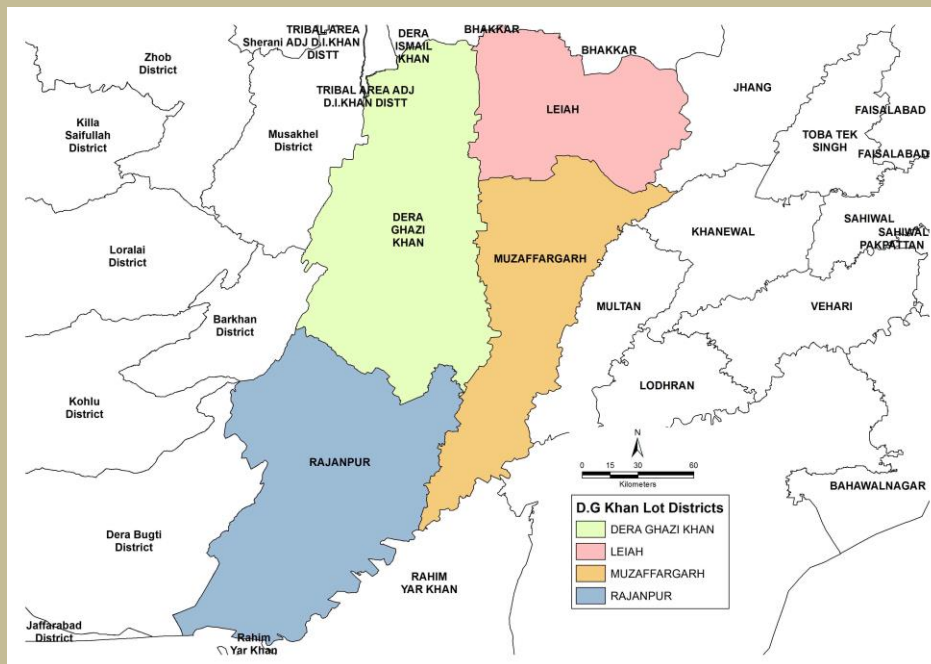 TRIBAL AREA
Sherani ADJ D.I.KHAN
DISTT
DERA
ISMAIL
KHAN
BHAKKAR
BHAKKAR
Zhob
District
TRIBAL AREA ADJ
D.I.KHAN DISTT
JHANG
LEIAH
FAISALABAD
Killa
Saifullah
District
Musakhel
District
TOBA TEK
SINGH
FAISALABAD
DERA
GHAZI
KHAN
SAHIWAL
KHANEWAL
SAHIWAL
PAKPATTAN
Loralai
District
MUZAFFARGARH
MULTAN
VEHARI
Barkhan
District
LODHRAN
Kohlu
District
N
0 15 30 60
Kilometers
RAJANPUR
BAHAWALNAGAR
D.G Khan Lot Districts
DERA GHAZI KHAN
LEIAH
MUZAFFARGARH
RAJANPUR
Dera Bugti
District
RAHIM
YAR KHAN
Jaffarabad
District
Rahim
Yar Khan